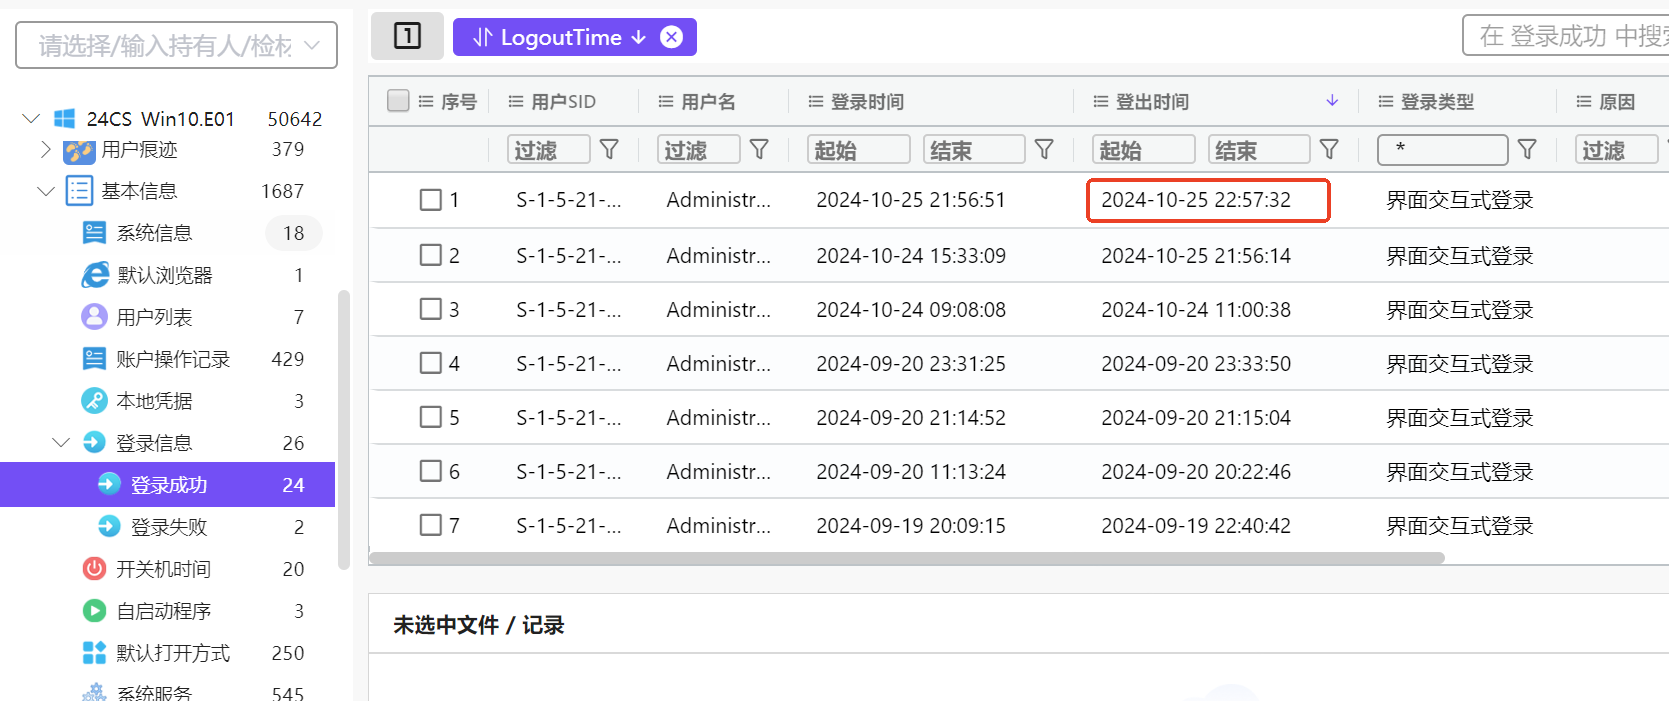 请选择/输入持有人/检材
1
LogoutTime
在 登录成功 中搜索
24CS_Win10.E01 50642
用户痕迹 379
基本信息 1687
系统信息 18
默认浏览器 1
用户列表 7
账户操作记录 429
本地凭据 3
登录信息 26
登录成功 24
登录失败 2
开关机时间 20
自启动程序 3
默认打开方式 250
系统服务 545
序号 用户SID 用户名 登录时间 登出时间 登录类型 原因
过滤 过滤 起始 结束 起始 结束 * 过滤
1 S-1-5-21-... Administr... 2024-10-25 21:56:51 2024-10-25 22:57:32 界面交互式登录
2 S-1-5-21-... Administr... 2024-10-24 15:33:09 2024-10-25 21:56:14 界面交互式登录
3 S-1-5-21-... Administr... 2024-10-24 09:08:08 2024-10-24 11:00:38 界面交互式登录
4 S-1-5-21-... Administr... 2024-09-20 23:31:25 2024-09-20 23:33:50 界面交互式登录
5 S-1-5-21-... Administr... 2024-09-20 21:14:52 2024-09-20 21:15:04 界面交互式登录
6 S-1-5-21-... Administr... 2024-09-20 11:13:24 2024-09-20 20:22:46 界面交互式登录
7 S-1-5-21-... Administr... 2024-09-19 20:09:15 2024-09-19 22:40:42 界面交互式登录
未选中文件 / 记录